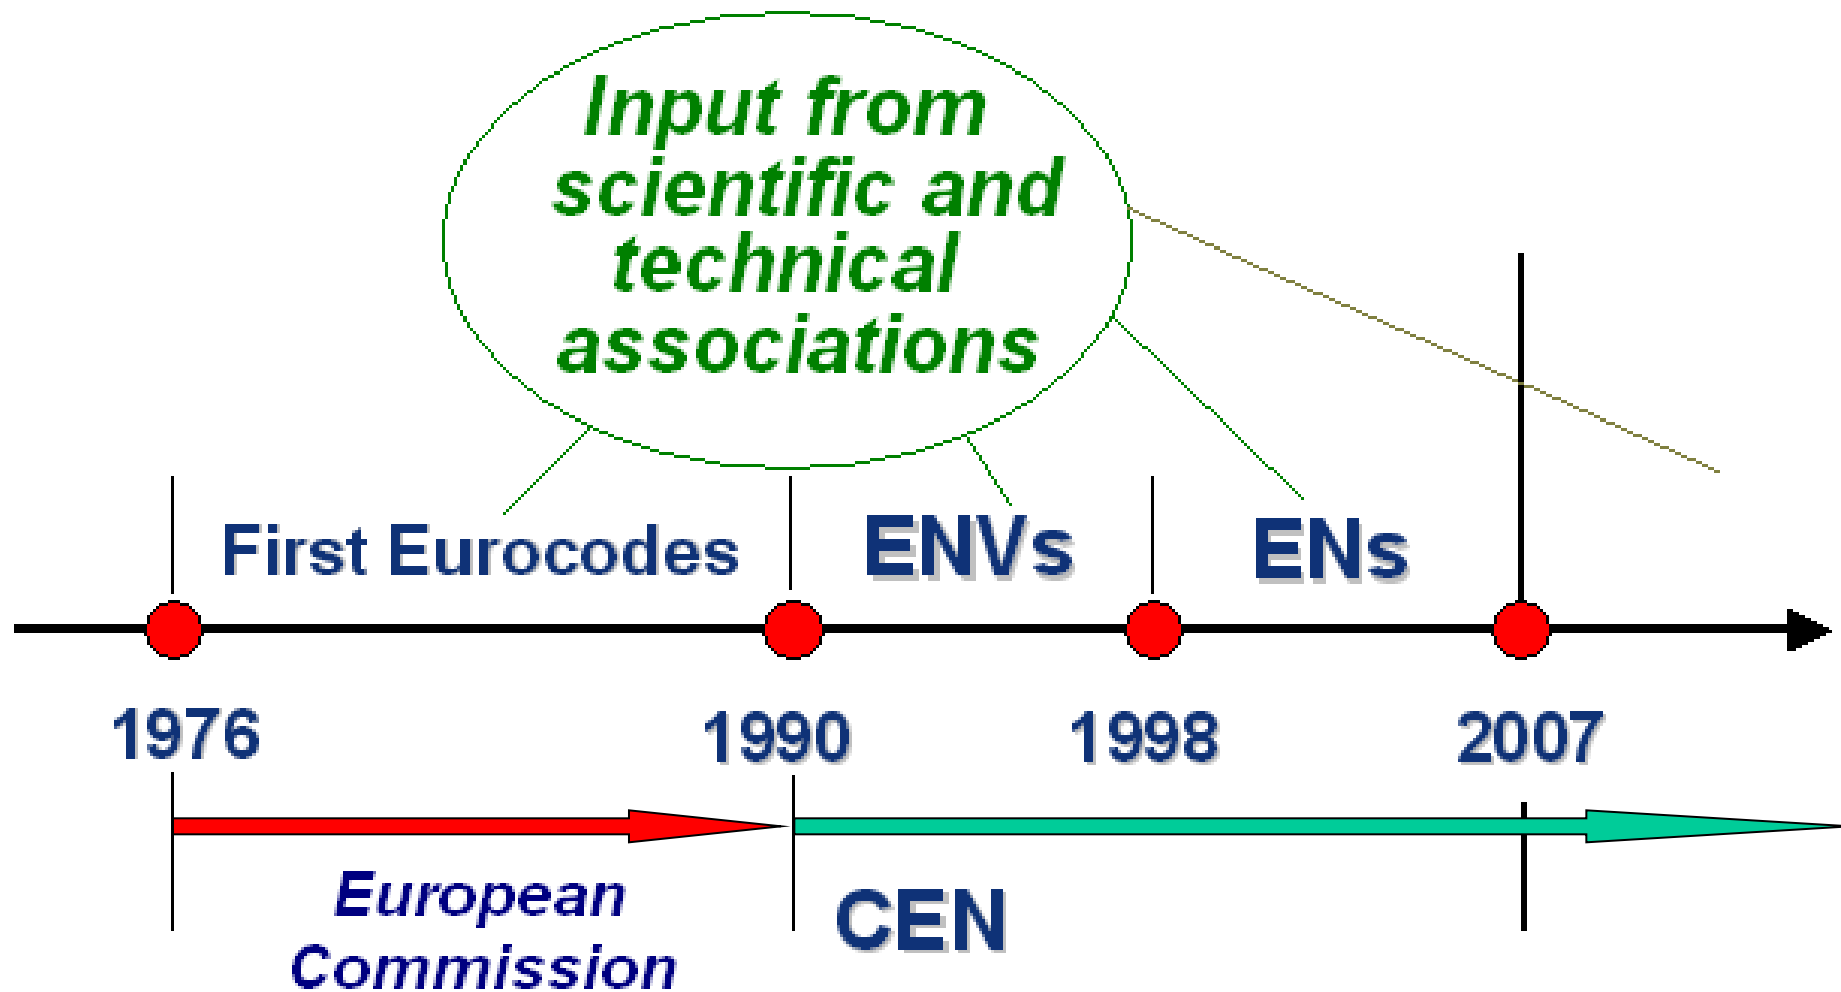 Input from
scientific and
technical
associations
First Eurocodes
ENVs
ENs
1976
1990
1998
2007
European
Commission
CEN